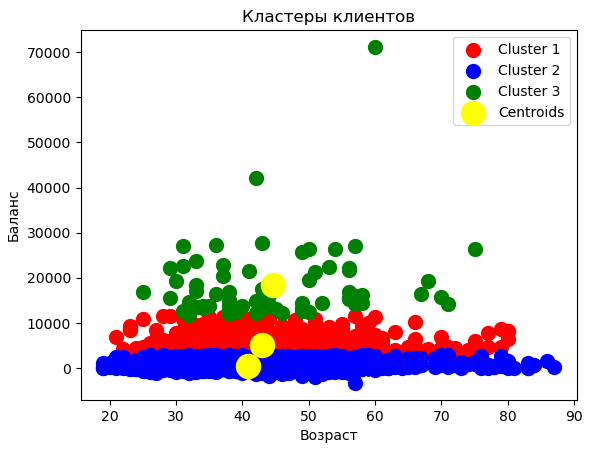 Кластеры клиентов
Cluster 1
Cluster 2
Cluster 3
Centroids
Баланс
70000
60000
50000
40000
30000
20000
10000
0
20 30 40 50 60 70 80 90
Возраст